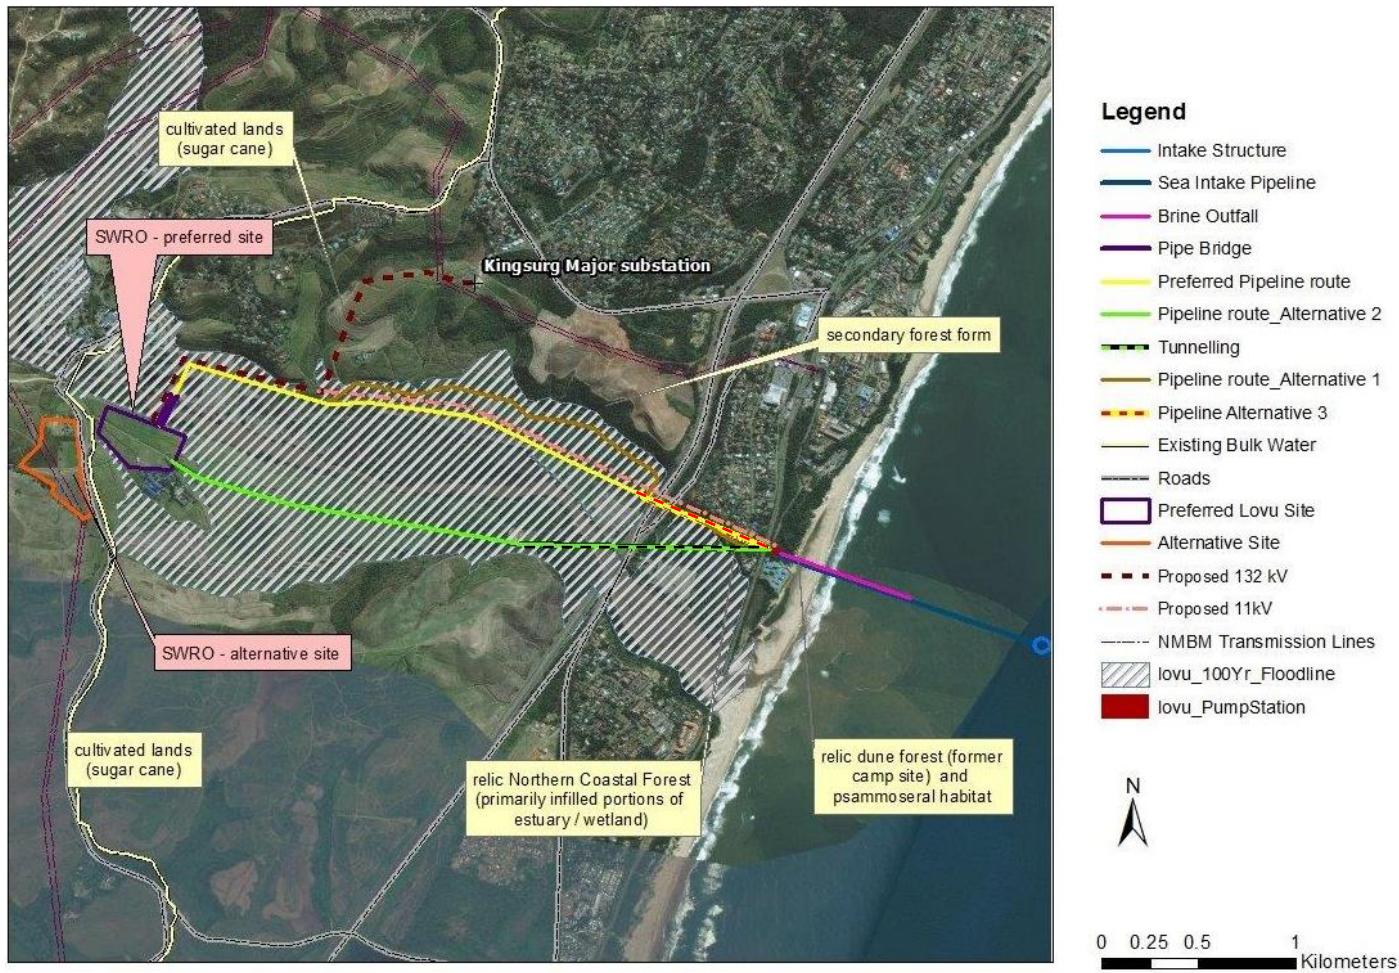 cultivated lands
(sugar cane)
SWRO - preferred site
Kingsurg Major substation
secondary forest form
SWRO - alternative site
cultivated lands
(sugar cane)
relic Northern Coastal Forest
(primarily infilled portions of
estuary / wetland)
relic dune forest (former
camp site) and
psammoseral habitat
Legend
Intake Structure
Sea Intake Pipeline
Brine Outfall
Pipe Bridge
Preferred Pipeline route
Pipeline route_Alternative 2
Tunnelling
Pipeline route_Alternative 1
Pipeline Alternative 3
Existing Bulk Water
Roads
Preferred Lovu Site
Alternative Site
Proposed 132 kV
Proposed 11kV
NMBM Transmission Lines
lovu_100Yr_Floodline
lovu_PumpStation
N
0 0.25 0.5 1
Kilometers